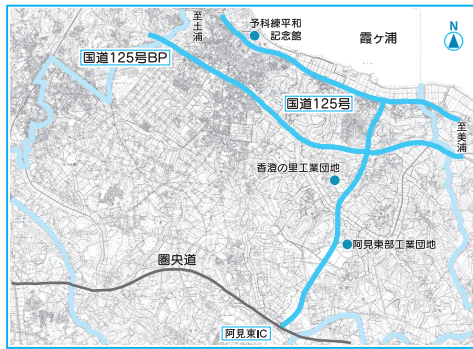 至土浦
予科練平和
記念館
霞ヶ浦
N
国道125号BP
国道125号
至美浦
香澄の里工業団地
阿見東部工業団地
圏央道
阿見東IC